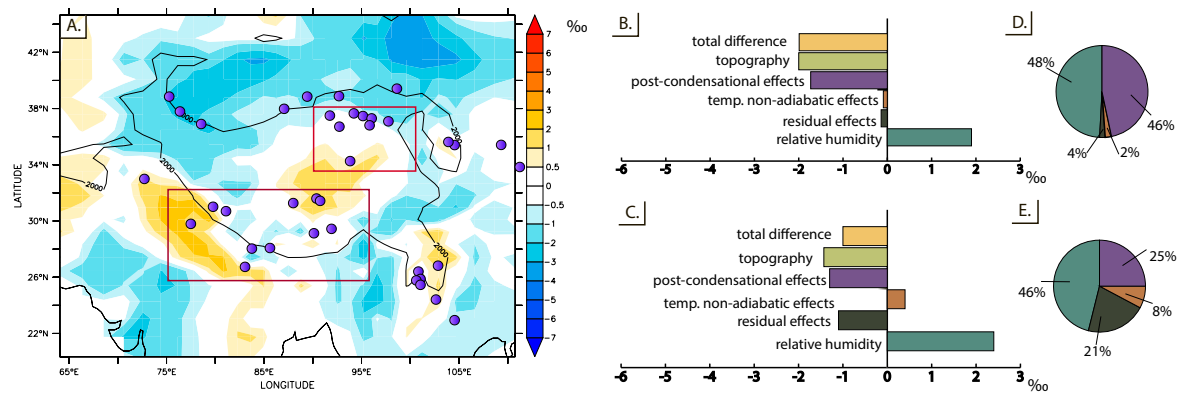 A.
42°N
38°N
34°N
30°N
26°N
22°N
LATITUDE
65°E
75°E
85°E
95°E
105°E
LONGITUDE
2000
2000
2000
2000
‰
7
6
5
4
3
2
1
0.5
0
−0.5
−1
−2
−3
−4
−5
−6
−7
B.
total difference
topography
post-condensational effects
temp. non-adiabatic effects
residual effects
relative humidity
-6 -5 -4 -3 -2 -1 0 1 2 3
‰
C.
total difference
topography
post-condensational effects
temp. non-adiabatic effects
residual effects
relative humidity
-6 -5 -4 -3 -2 -1 0 1 2 3
‰
D.
48%
46%
4%
2%
E.
25%
46%
8%
21%